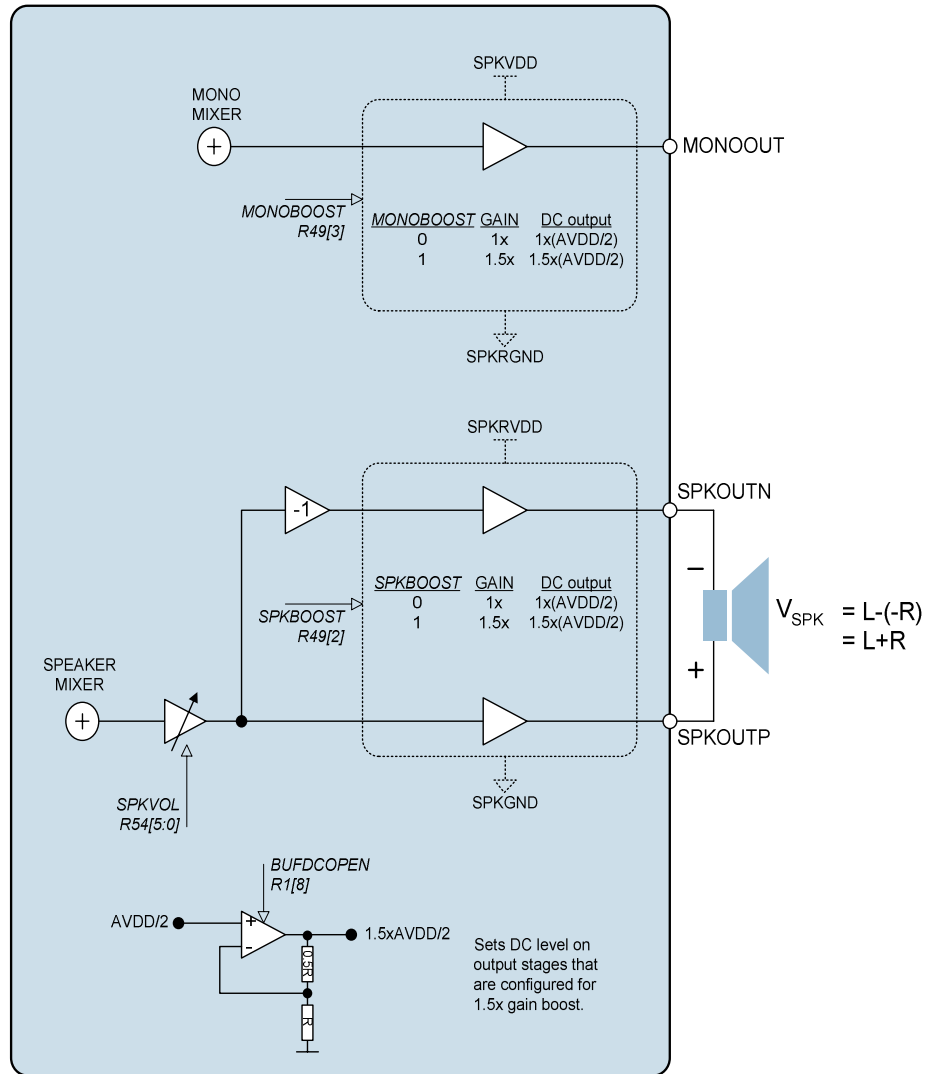 SPKVDD
MONO
MIXER
+
MONOOUT
MONOBOOST
R49[3]
MONOBOOST GAIN DC output
0 1x 1x(AVDD/2)
1 1.5x 1.5x(AVDD/2)
SPKRGND
SPKRVDD
SPKOUTN
-1
SPKBOOST
R49[2]
SPKBOOST GAIN DC output
0 1x 1x(AVDD/2)
1 1.5x 1.5x(AVDD/2)
−
+
VSPK = L-(-R)
= L+R
SPEAKER
MIXER
+
SPKOUTP
SPKVOL
R54[5:0]
SPKGND
BUFDCOPEN
R1[8]
AVDD/2
+
-
1.5xAVDD/2
0.5R
R
Sets DC level on
output stages that
are configured for
1.5x gain boost.